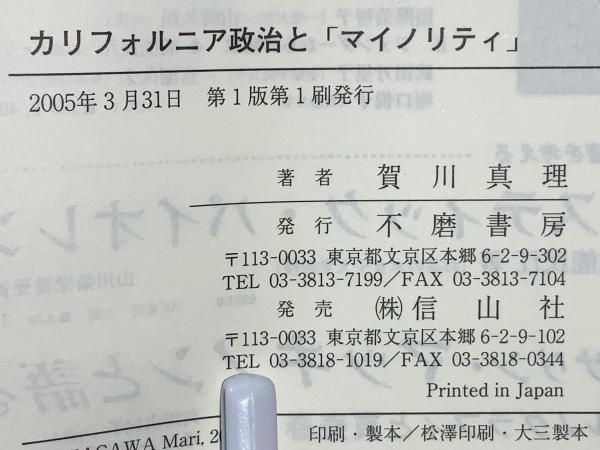 カリフォルニア政治と「マイノリティ」
2005年3月31日 第1版第1刷発行
著者 賀川真理
発行 不磨書房
〒113-0033 東京都文京区本郷6-2-9-302
TEL 03-3813-7199/FAX 03-3813-7104
発売 ㈱信山社
〒113-0033 東京都文京区本郷6-2-9-102
TEL 03-3818-1019/FAX 03-3818-0344
Printed in Japan
AGAWA Mari, 20
印刷・製本/松澤印刷・大三製本